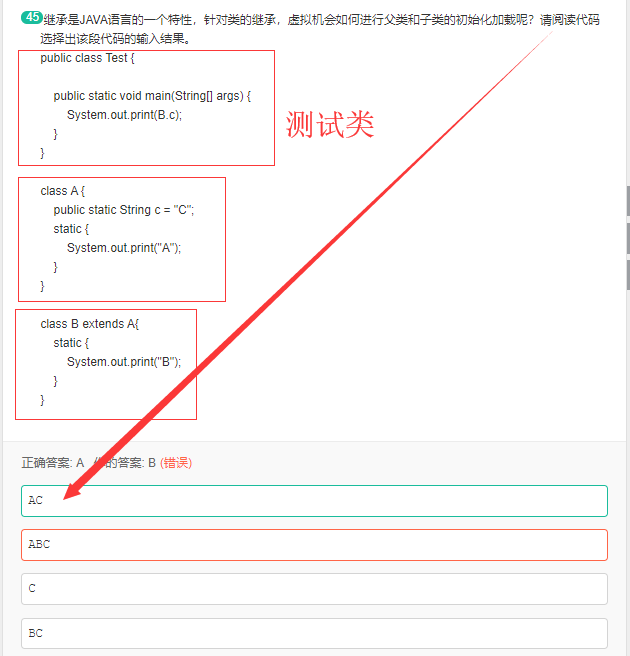 45 继承是JAVA语言的一个特性，针对类的继承，虚拟机会如何进行父类和子类的初始化加载呢？请阅读代码
选择出该段代码的输入结果。
public class Test {
public static void main(String[] args) {
System.out.print(B.c);
}
}
测试类
class A {
public static String c = "C";
static {
System.out.print("A");
}
}
class B extends A{
static {
System.out.print("B");
}
}
正确答案: A 的答案: B (错误)
AC
ABC
C
BC